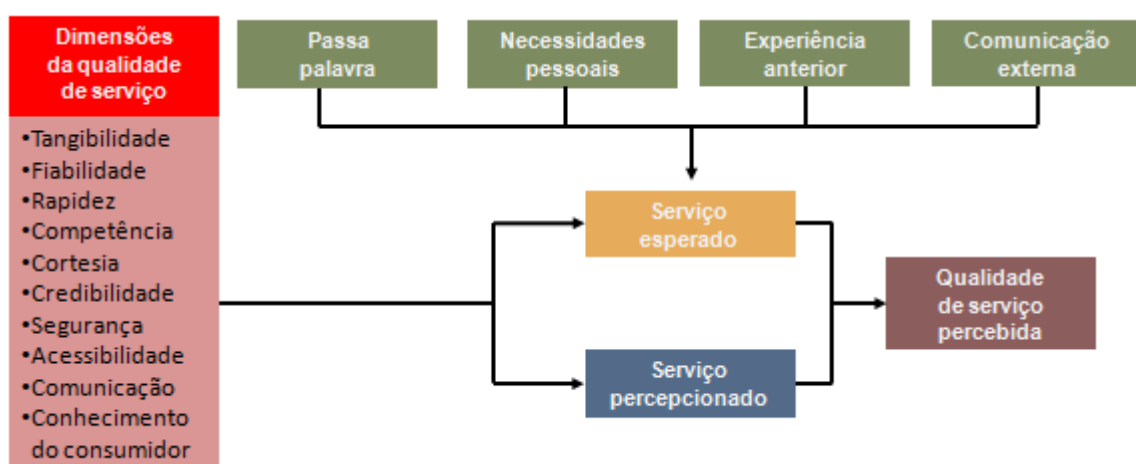 Dimensões
da qualidade
de serviço
•Tangibilidade
•Fiabilidade
•Rapidez
•Competência
•Cortesia
•Credibilidade
•Segurança
•Acessibilidade
•Comunicação
•Conhecimento
do consumidor
Passa
palavra
Necessidades
pessoais
Experiência
anterior
Comunicação
externa
Serviço
esperado
Serviço
percepcionado
Qualidade
de serviço
percebida